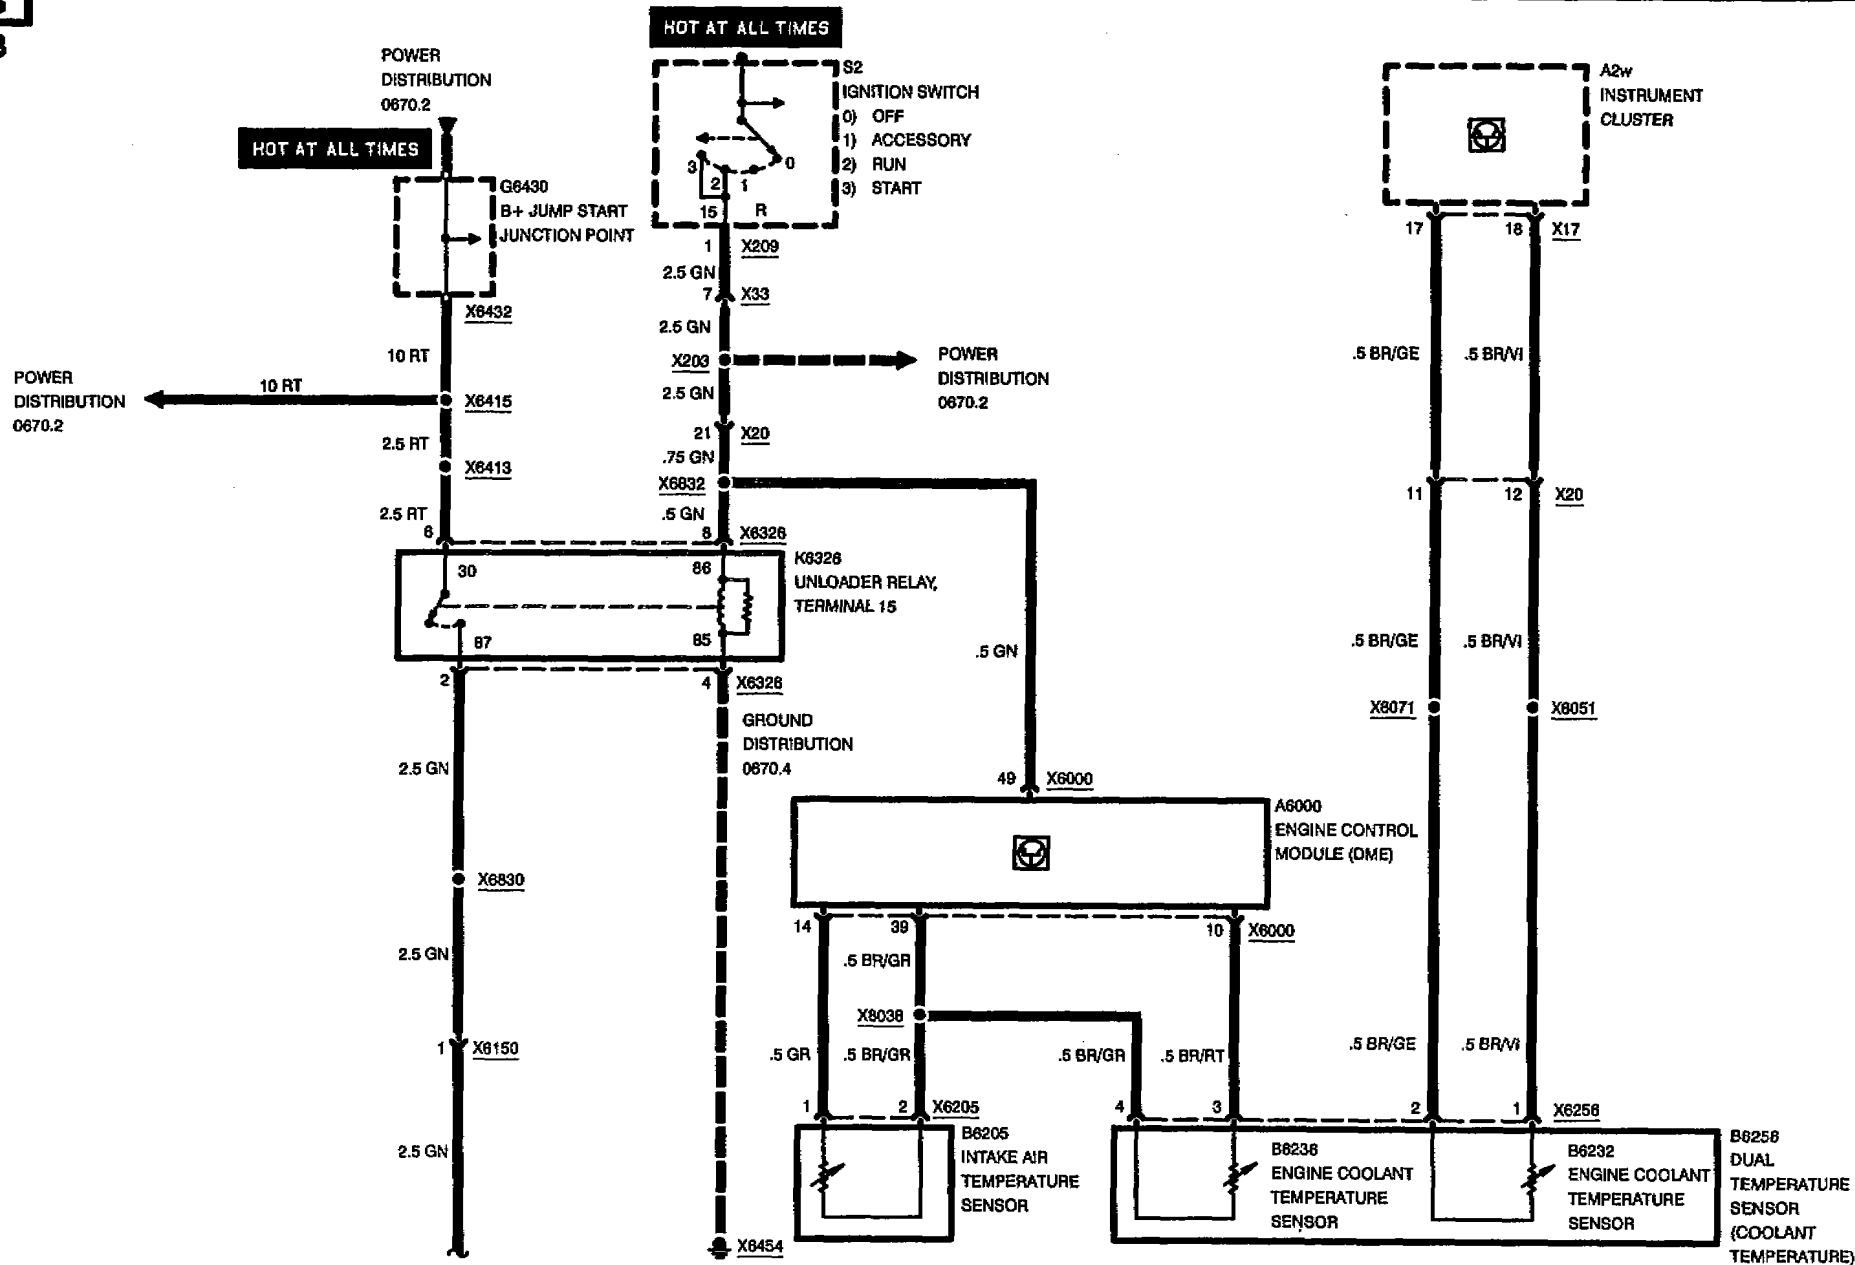 HOT AT ALL TIMES
POWER
DISTRIBUTION
0670.2
HOT AT ALL TIMES
G6430
B+ JUMP START
JUNCTION POINT
X6432
10 RT
POWER
DISTRIBUTION
0670.2
10 RT
X6415
2.5 RT
X6413
2.5 RT
6
S2
IGNITION SWITCH
0) OFF
1) ACCESSORY
2) RUN
3) START
3
2
1
0
15
R
1
X209
2.5 GN
7
X33
2.5 GN
X203
POWER
DISTRIBUTION
0670.2
2.5 GN
21
X20
.75 GN
X6832
.5 GN
8
X6326
K6326
UNLOADER RELAY,
TERMINAL 15
30
86
87
85
2
4
X6326
GROUND
DISTRIBUTION
0670.4
2.5 GN
X6830
2.5 GN
1
X6150
2.5 GN
X6454
.5 GN
49
X6000
A6000
ENGINE CONTROL
MODULE (DME)
14
39
10
X6000
.5 BR/GR
X8038
.5 GR
.5 BR/GR
.5 BR/GR
.5 BR/RT
1
2
X6205
B6205
INTAKE AIR
TEMPERATURE
SENSOR
A2w
INSTRUMENT
CLUSTER
17
18
X17
.5 BR/GE
.5 BR/VI
11
12
X20
.5 BR/GE
.5 BR/VI
X8071
X8051
.5 BR/GE
.5 BR/VI
4
3
2
1
X6256
B6236
ENGINE COOLANT
TEMPERATURE
SENSOR
B6232
ENGINE COOLANT
TEMPERATURE
SENSOR
B6256
DUAL
TEMPERATURE
SENSOR
(COOLANT
TEMPERATURE)